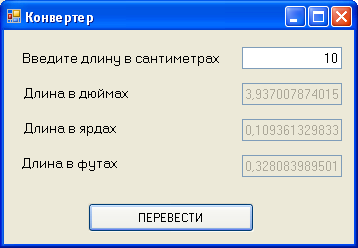 Конвертер
Введите длину в сантиметрах 10
Длина в дюймах 3,937007874015
Длина в ярдах 0,109361329833
Длина в футах 0,328083989501
ПЕРЕВЕСТИ